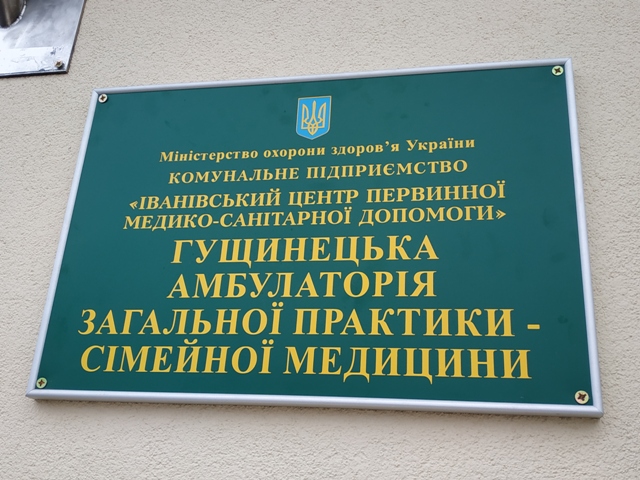 Міністерство охорони здоров'я України
КОМУНАЛЬНЕ ПІДПРИЄМСТВО
«ІВАНІВСЬКИЙ ЦЕНТР ПЕРВИННОЇ
МЕДИКО-САНІТАРНОЇ ДОПОМОГИ»
ГУЩИНЕЦЬКА
АМБУЛАТОРІЯ
ЗАГАЛЬНОЇ ПРАКТИКИ -
СІМЕЙНОЇ МЕДИЦИНИ